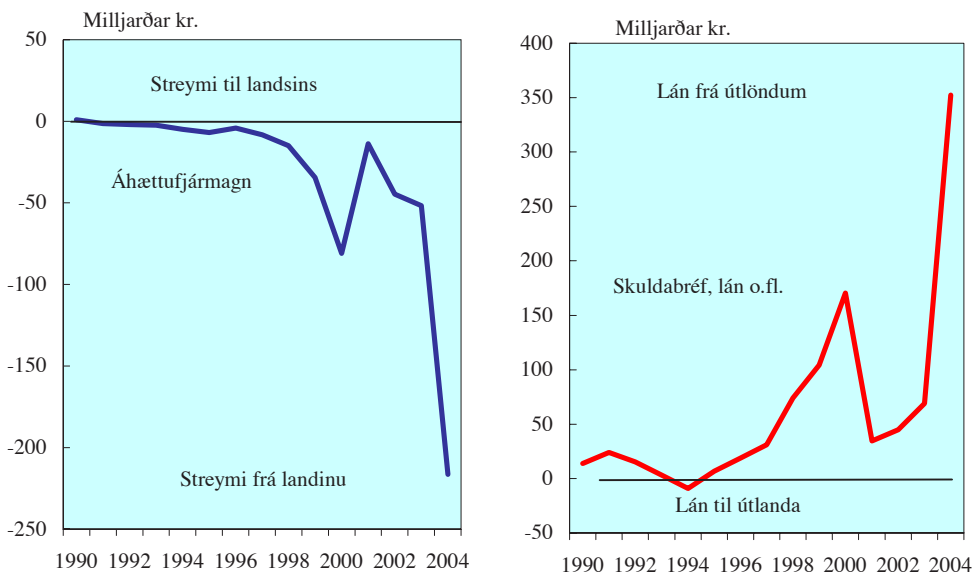 Milljarðar kr.
50
0
-50
-100
-150
-200
-250
Streymi til landsins
Áhættufjármagn
Streymi frá landinu
1990 1992 1994 1996 1998 2000 2002 2004
Milljarðar kr.
400
350
300
250
200
150
100
50
0
-50
Lán frá útlöndum
Skuldabréf, lán o.fl.
Lán til útlanda
1990 1992 1994 1996 1998 2000 2002 2004